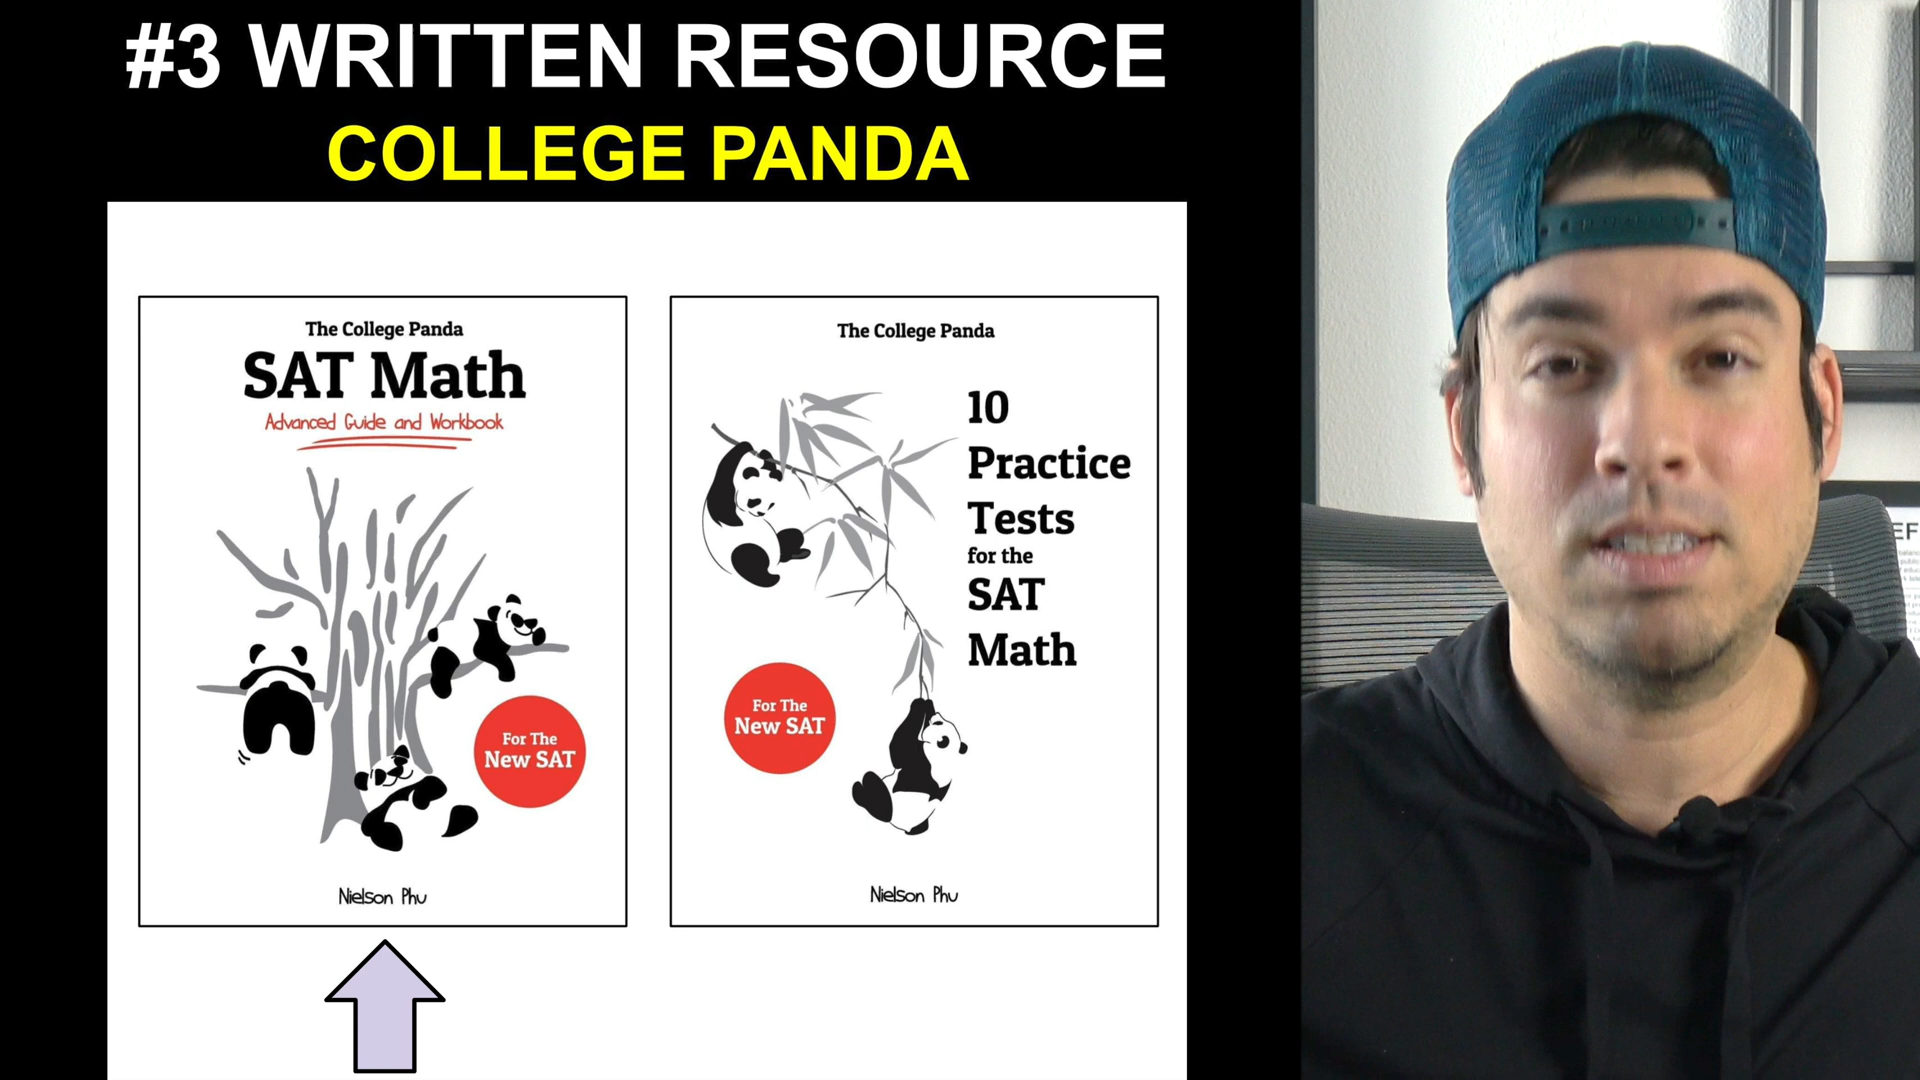 #3 WRITTEN RESOURCE
COLLEGE PANDA
The College Panda
SAT Math
Advanced Guide and Workbook
For The
New SAT
Nielson Phu
The College Panda
10
Practice
Tests
for the
SAT
Math
For The
New SAT
Nielson Phu
EF